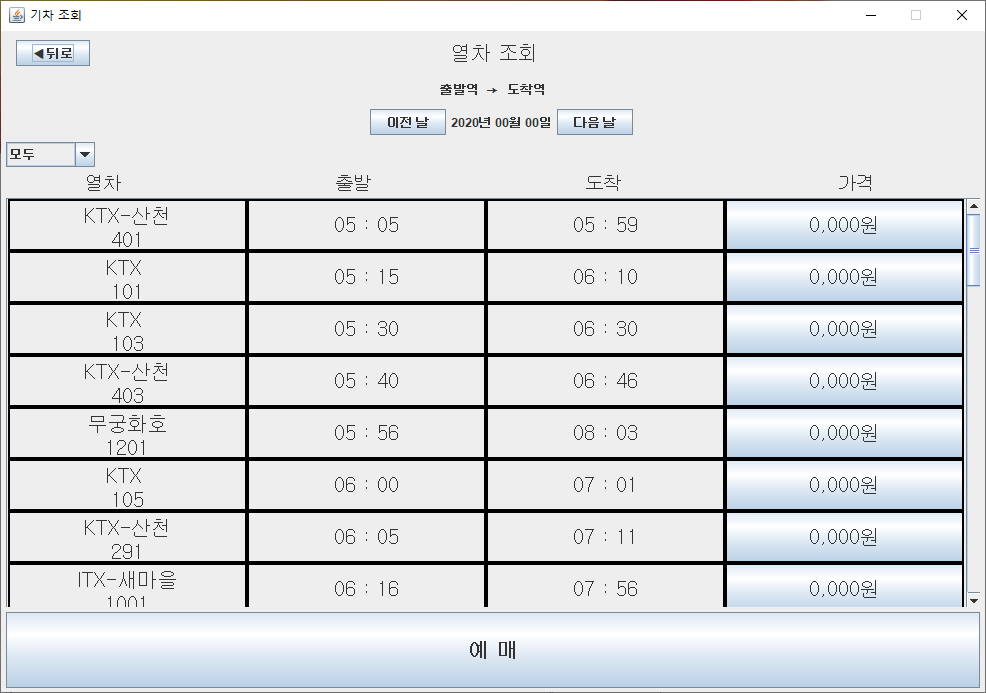 기차 조회
◀뒤로
열차 조회
출발역 → 도착역
이전 날 2020년 00월 00일 다음 날
모두
열차 출발 도착 가격
KTX-산천
401 05 : 05 05 : 59 0,000원
KTX
101 05 : 15 06 : 10 0,000원
KTX
103 05 : 30 06 : 30 0,000원
KTX-산천
403 05 : 40 06 : 46 0,000원
무궁화호
1201 05 : 56 08 : 03 0,000원
KTX
105 06 : 00 07 : 01 0,000원
KTX-산천
291 06 : 05 07 : 11 0,000원
ITX-새마을
1001 06 : 16 07 : 56 0,000원
예 매